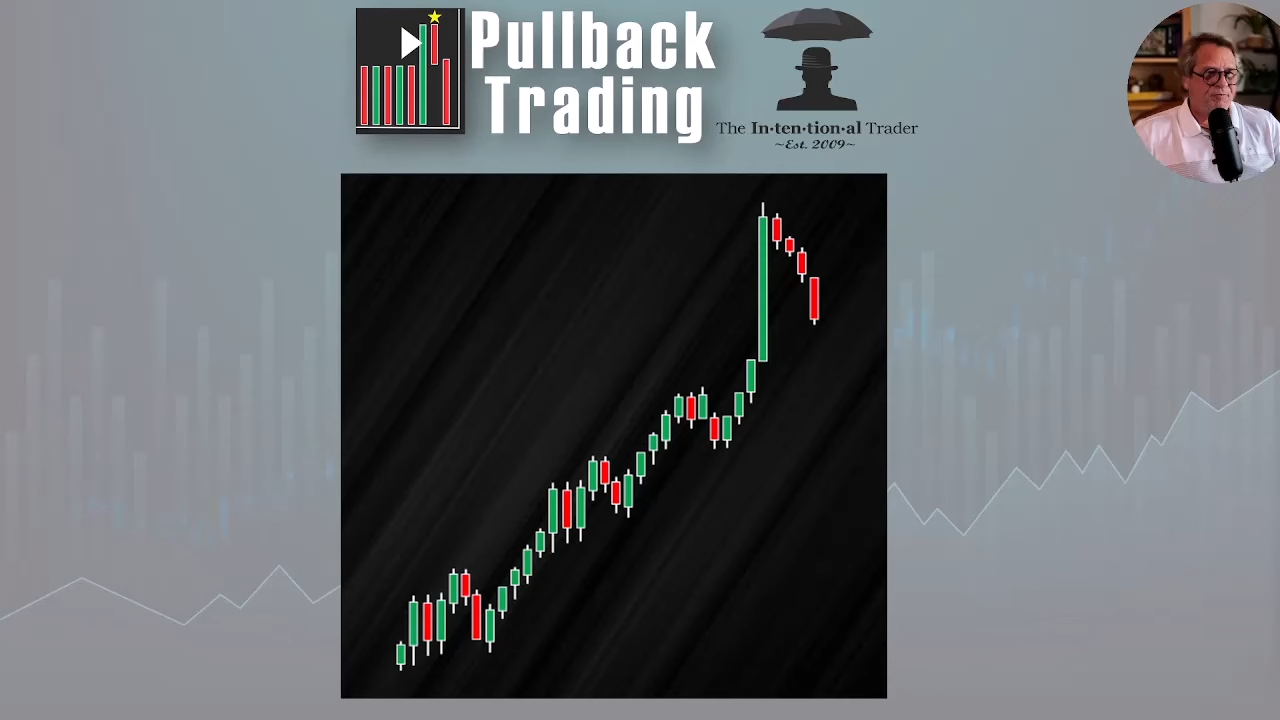 Pullback
Trading
The In•ten•tion•al Trader
~Est. 2009~